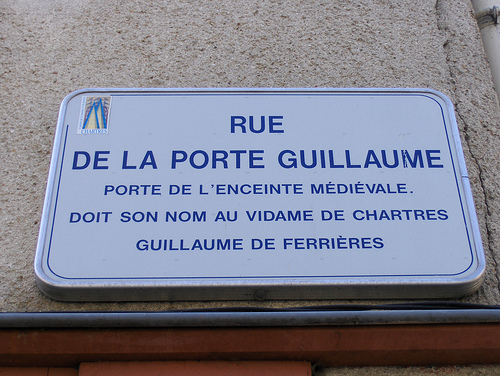 CHARTRES
RUE
DE LA PORTE GUILLAUME
PORTE DE L'ENCEINTE MÉDIÉVALE.
DOIT SON NOM AU VIDAME DE CHARTRES
GUILLAUME DE FERRIÈRES